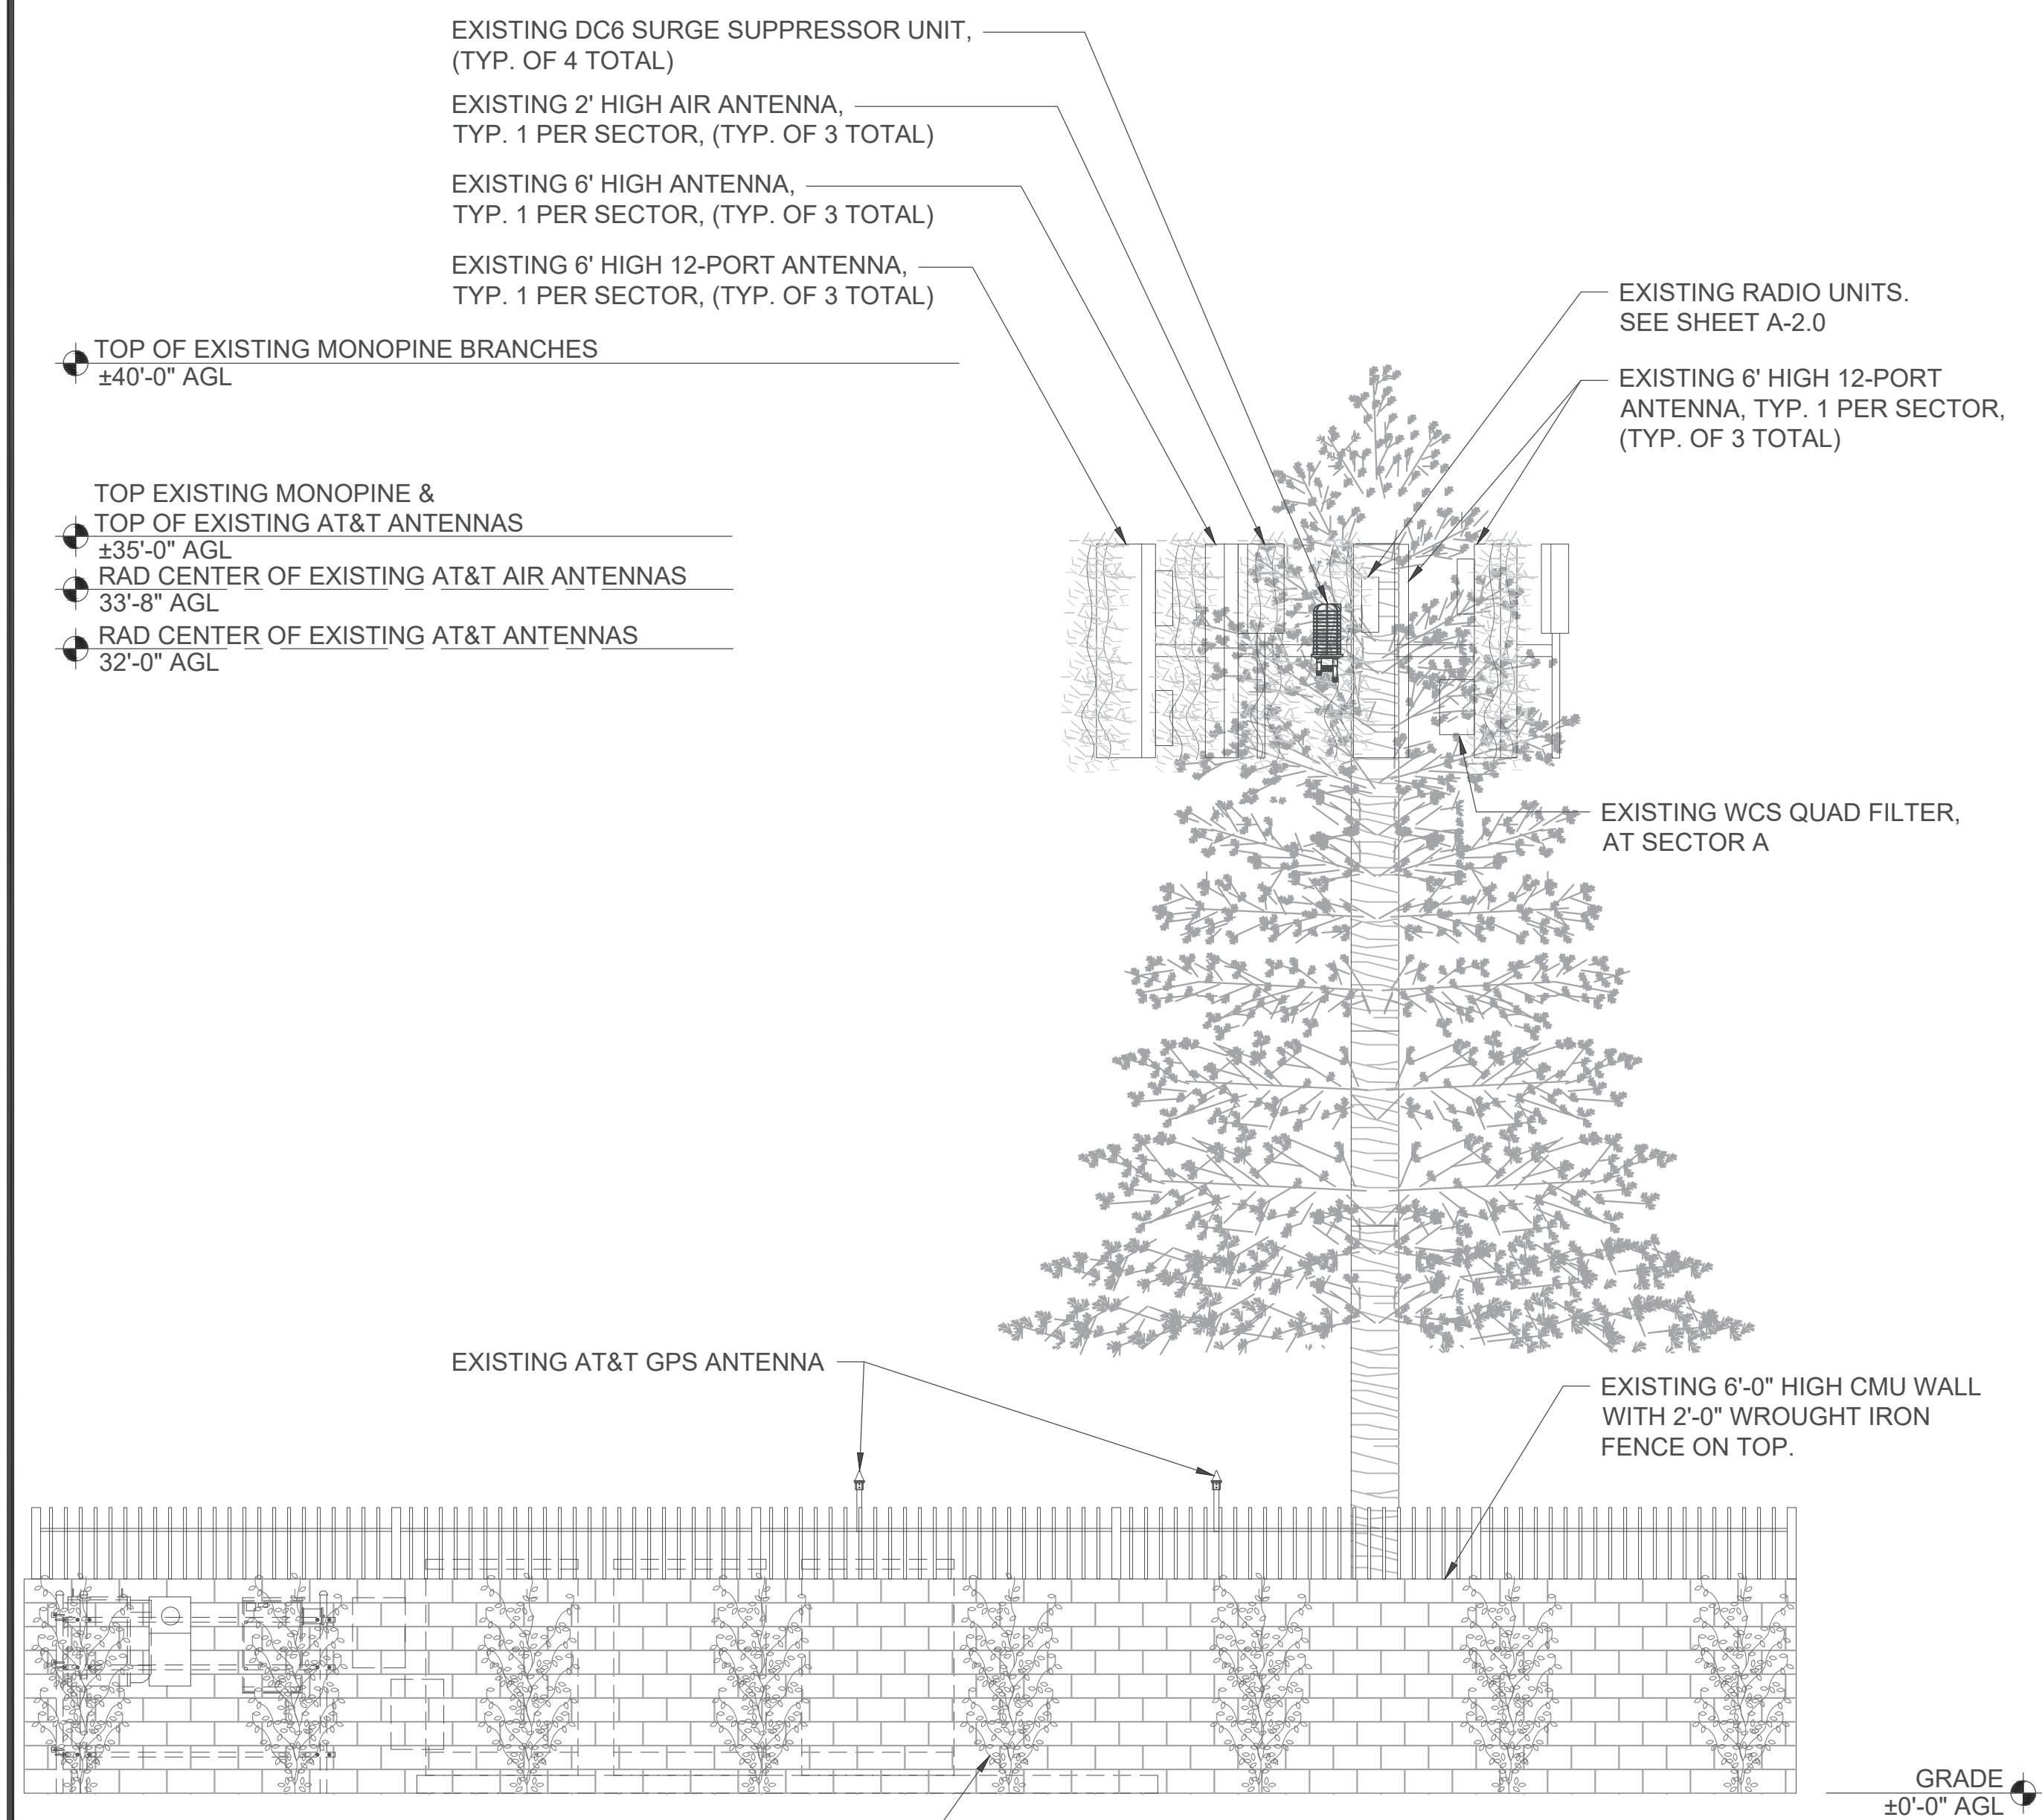 EXISTING DC6 SURGE SUPPRESSOR UNIT,
(TYP. OF 4 TOTAL)
EXISTING 2' HIGH AIR ANTENNA,
TYP. 1 PER SECTOR, (TYP. OF 3 TOTAL)
EXISTING 6' HIGH ANTENNA,
TYP. 1 PER SECTOR, (TYP. OF 3 TOTAL)
EXISTING 6' HIGH 12-PORT ANTENNA,
TYP. 1 PER SECTOR, (TYP. OF 3 TOTAL)
EXISTING RADIO UNITS.
SEE SHEET A-2.0
TOP OF EXISTING MONOPINE BRANCHES
±40'-0" AGL
EXISTING 6' HIGH 12-PORT
ANTENNA, TYP. 1 PER SECTOR,
(TYP. OF 3 TOTAL)
TOP EXISTING MONOPINE &
TOP OF EXISTING AT&T ANTENNAS
±35'-0" AGL
RAD CENTER OF EXISTING AT&T AIR ANTENNAS
33'-8" AGL
RAD CENTER OF EXISTING AT&T ANTENNAS
32'-0" AGL
EXISTING WCS QUAD FILTER,
AT SECTOR A
EXISTING AT&T GPS ANTENNA
EXISTING 6'-0" HIGH CMU WALL
WITH 2'-0" WROUGHT IRON
FENCE ON TOP.
GRADE
±0'-0" AGL